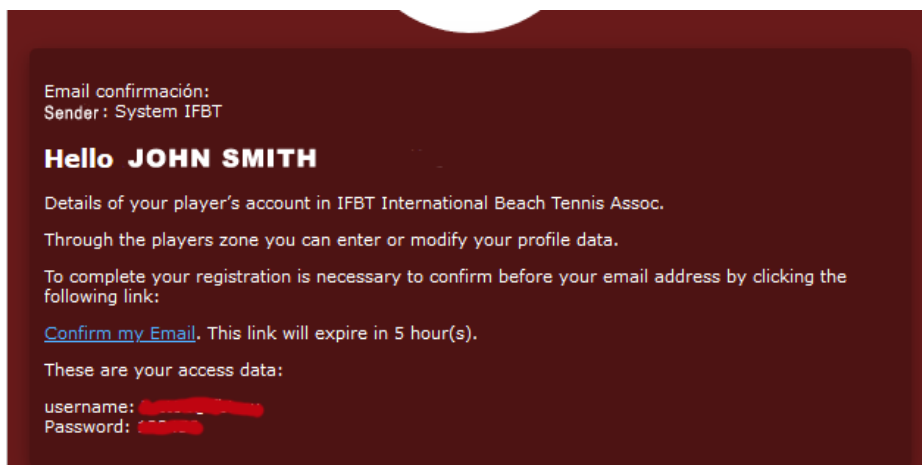 Email confirmación:
Sender: System IFBT
Hello JOHN SMITH
Details of your player’s account in IFBT International Beach Tennis Assoc.
Through the players zone you can enter or modify your profile data.
To complete your registration is necessary to confirm before your email address by clicking the
following link:
Confirm my Email. This link will expire in 5 hour(s).
These are your access data:
username:
Password: